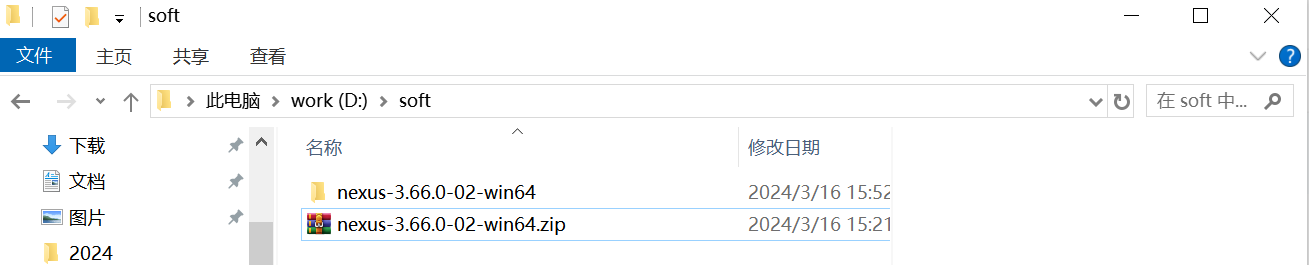 soft
文件 主页 共享 查看
此电脑 work (D:) soft 在 soft 中...
下载 名称 修改日期
文档 nexus-3.66.0-02-win64 2024/3/16 15:52
图片 nexus-3.66.0-02-win64.zip 2024/3/16 15:21
2024